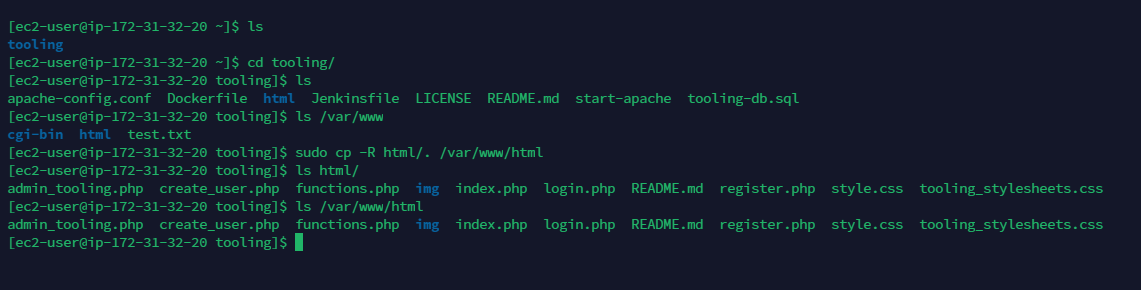 [ec2-user@ip-172-31-32-20 ~]$ ls
tooling
[ec2-user@ip-172-31-32-20 ~]$ cd tooling/
[ec2-user@ip-172-31-32-20 tooling]$ ls
apache-config.conf  Dockerfile  html  Jenkinsfile  LICENSE  README.md  start-apache  tooling-db.sql
[ec2-user@ip-172-31-32-20 tooling]$ ls /var/www
cgi-bin  html  test.txt
[ec2-user@ip-172-31-32-20 tooling]$ sudo cp -R html/. /var/www/html
[ec2-user@ip-172-31-32-20 tooling]$ ls html/
admin_tooling.php  create_user.php  functions.php  img  index.php  login.php  README.md  register.php  style.css  tooling_stylesheets.css
[ec2-user@ip-172-31-32-20 tooling]$ ls /var/www/html
admin_tooling.php  create_user.php  functions.php  img  index.php  login.php  README.md  register.php  style.css  tooling_stylesheets.css
[ec2-user@ip-172-31-32-20 tooling]$